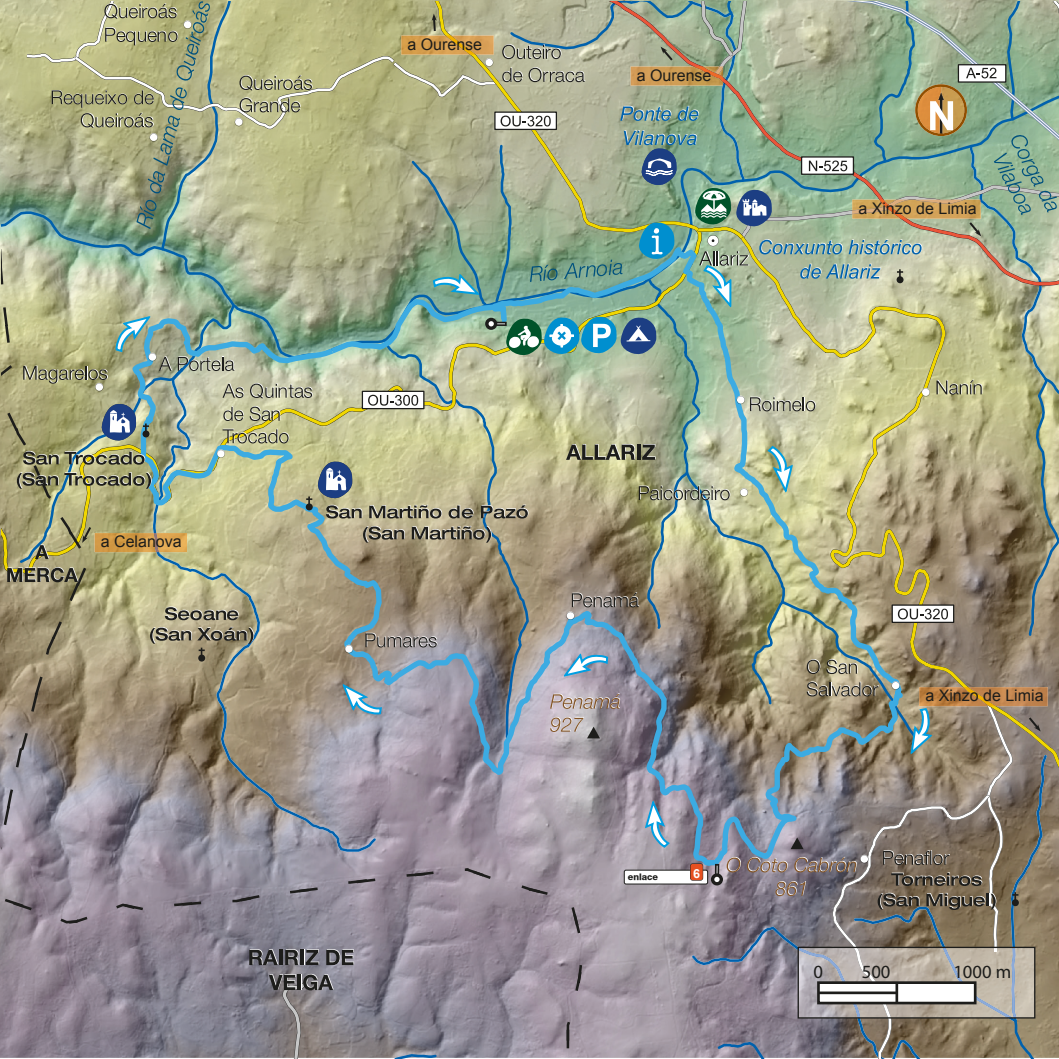 Queiroás
Pequeno
Río da Lama de Queiroás
a Ourense
Outeiro
de Orraca
a Ourense
A-52
Requeixo de
Queiroás
Queiroás
Grande
OU-320
Ponte de
Vilanova
N
N-525
Corga da
Vilaboa
a Xinzo de Limia
i
Allariz
Conxunto histórico
de Allariz
Río Arnoia
P
A Portela
Magarelos
As Quintas
de San
Trocado
OU-300
Nanín
Roimelo
San Trocado
(San Trocado)
ALLARIZ
Paicordeiro
San Martiño de Pazó
(San Martiño)
a Celanova
A
MERCA
Seoane
(San Xoán)
Penamá
OU-320
Pumares
O San
Salvador
a Xinzo de Limia
Penamá
927
enlace
6
O Coto Cabron
861
Penaflor
Torneiros
(San Miguel)
RAIRIZ DE
VEIGA
0 500 1000 m